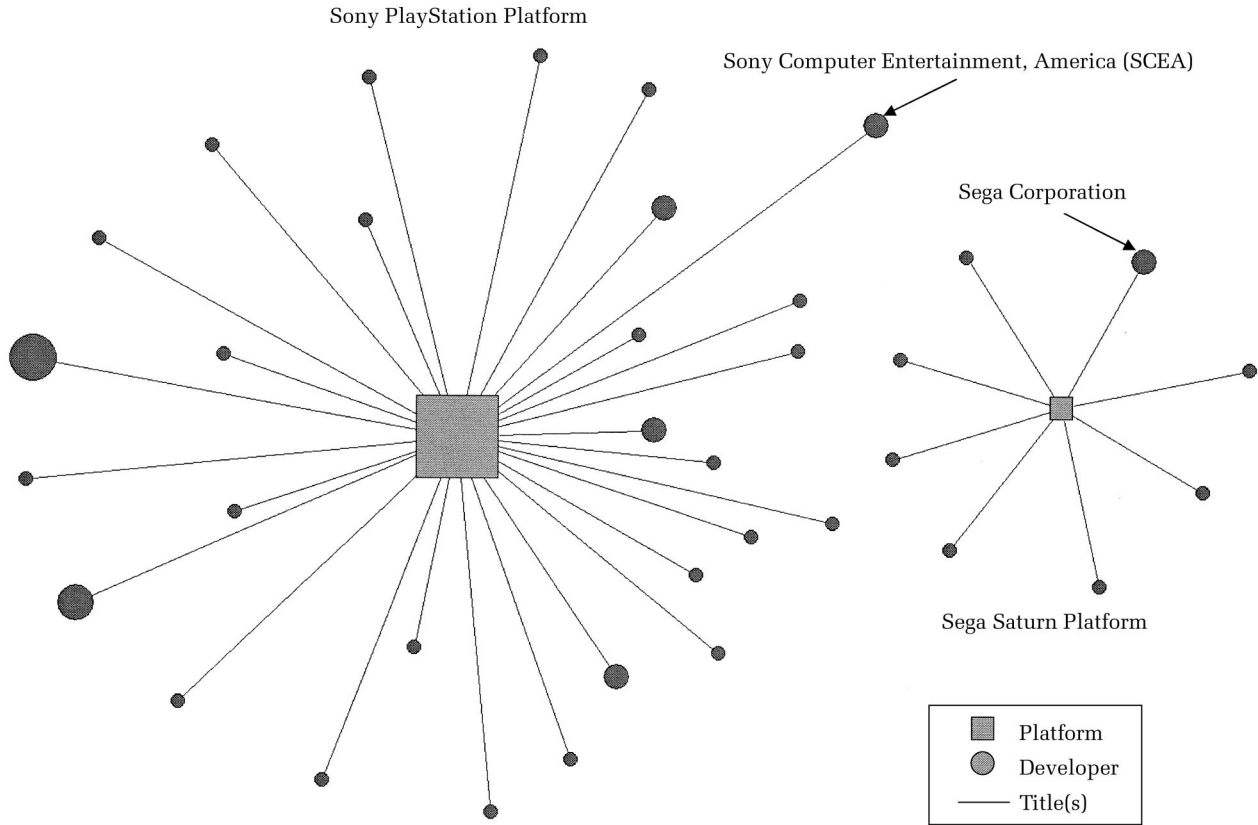 Sony PlayStation Platform
Sony Computer Entertainment, America (SCEA)
Sega Corporation
Sega Saturn Platform
Platform
Developer
Title(s)